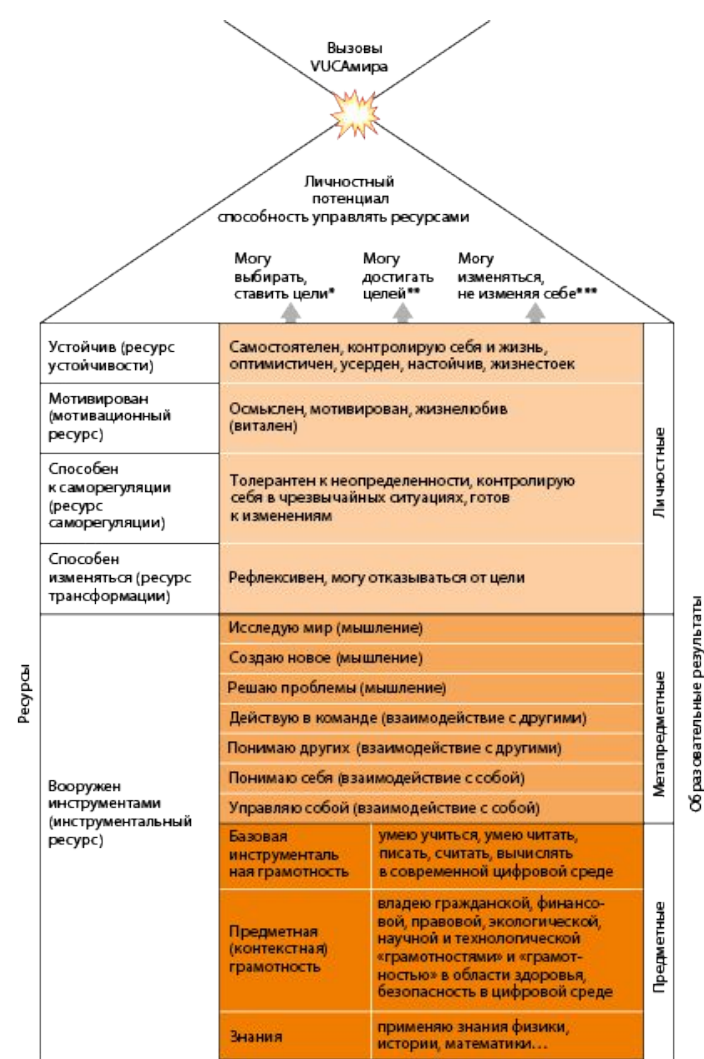 Вызовы
VUCAмира
Личностный
потенциал
способность управлять ресурсами
Могу
выбирать,
ставить цели*
Могу
достигать
целей**
Могу
изменяться,
не изменяя себе***
Устойчив (ресурс
устойчивости)
Самостоятелен, контролирую себя и жизнь,
оптимистичен, усерден, настойчив, жизнестоек
Мотивирован
(мотивационный
ресурс)
Осмыслен, мотивирован, жизнелюбив
(витален)
Способен
к саморегуляции
(ресурс
саморегуляции)
Толерантен к неопределенности, контролирую
себя в чрезвычайных ситуациях, готов
к изменениям
Способен
изменяться (ресурс
трансформации)
Рефлексивен, могу отказываться от цели
Личностные
Ресурсы
Вооружен
инструментами
(инструментальный
ресурс)
Исследую мир (мышление)
Создаю новое (мышление)
Решаю проблемы (мышление)
Действую в команде (взаимодействие с другими)
Понимаю других (взаимодействие с другими)
Понимаю себя (взаимодействие с собой)
Управляю собой (взаимодействие с собой)
Метапредметные
Образовательные результаты
Базовая
инструменталь
ная грамотность
умею учиться, умею читать,
писать, считать, вычислять
в современной цифровой среде
Предметная
(контекстная)
грамотность
владею гражданской, финансо-
вой, правовой, экологической,
научной и технологической
«грамотностями» и «грамот-
ностью» в области здоровья,
безопасность в цифровой среде
Знания
применяю знания физики,
истории, математики…
Предметные